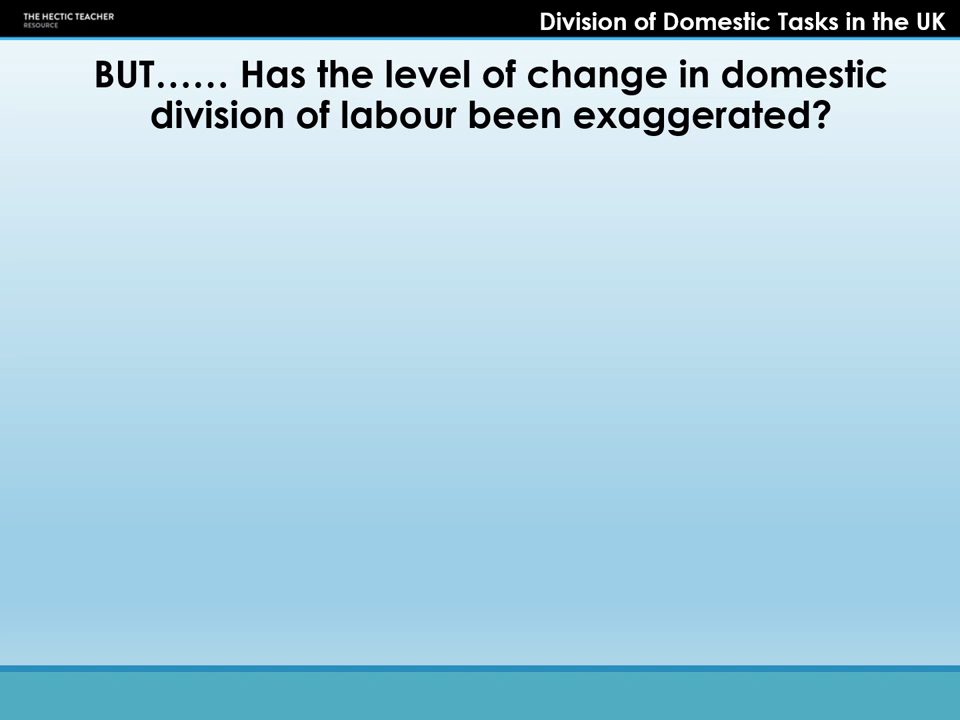 THE HECTIC TEACHER
RESOURCE
Division of Domestic Tasks in the UK
BUT…… Has the level of change in domestic
division of labour been exaggerated?